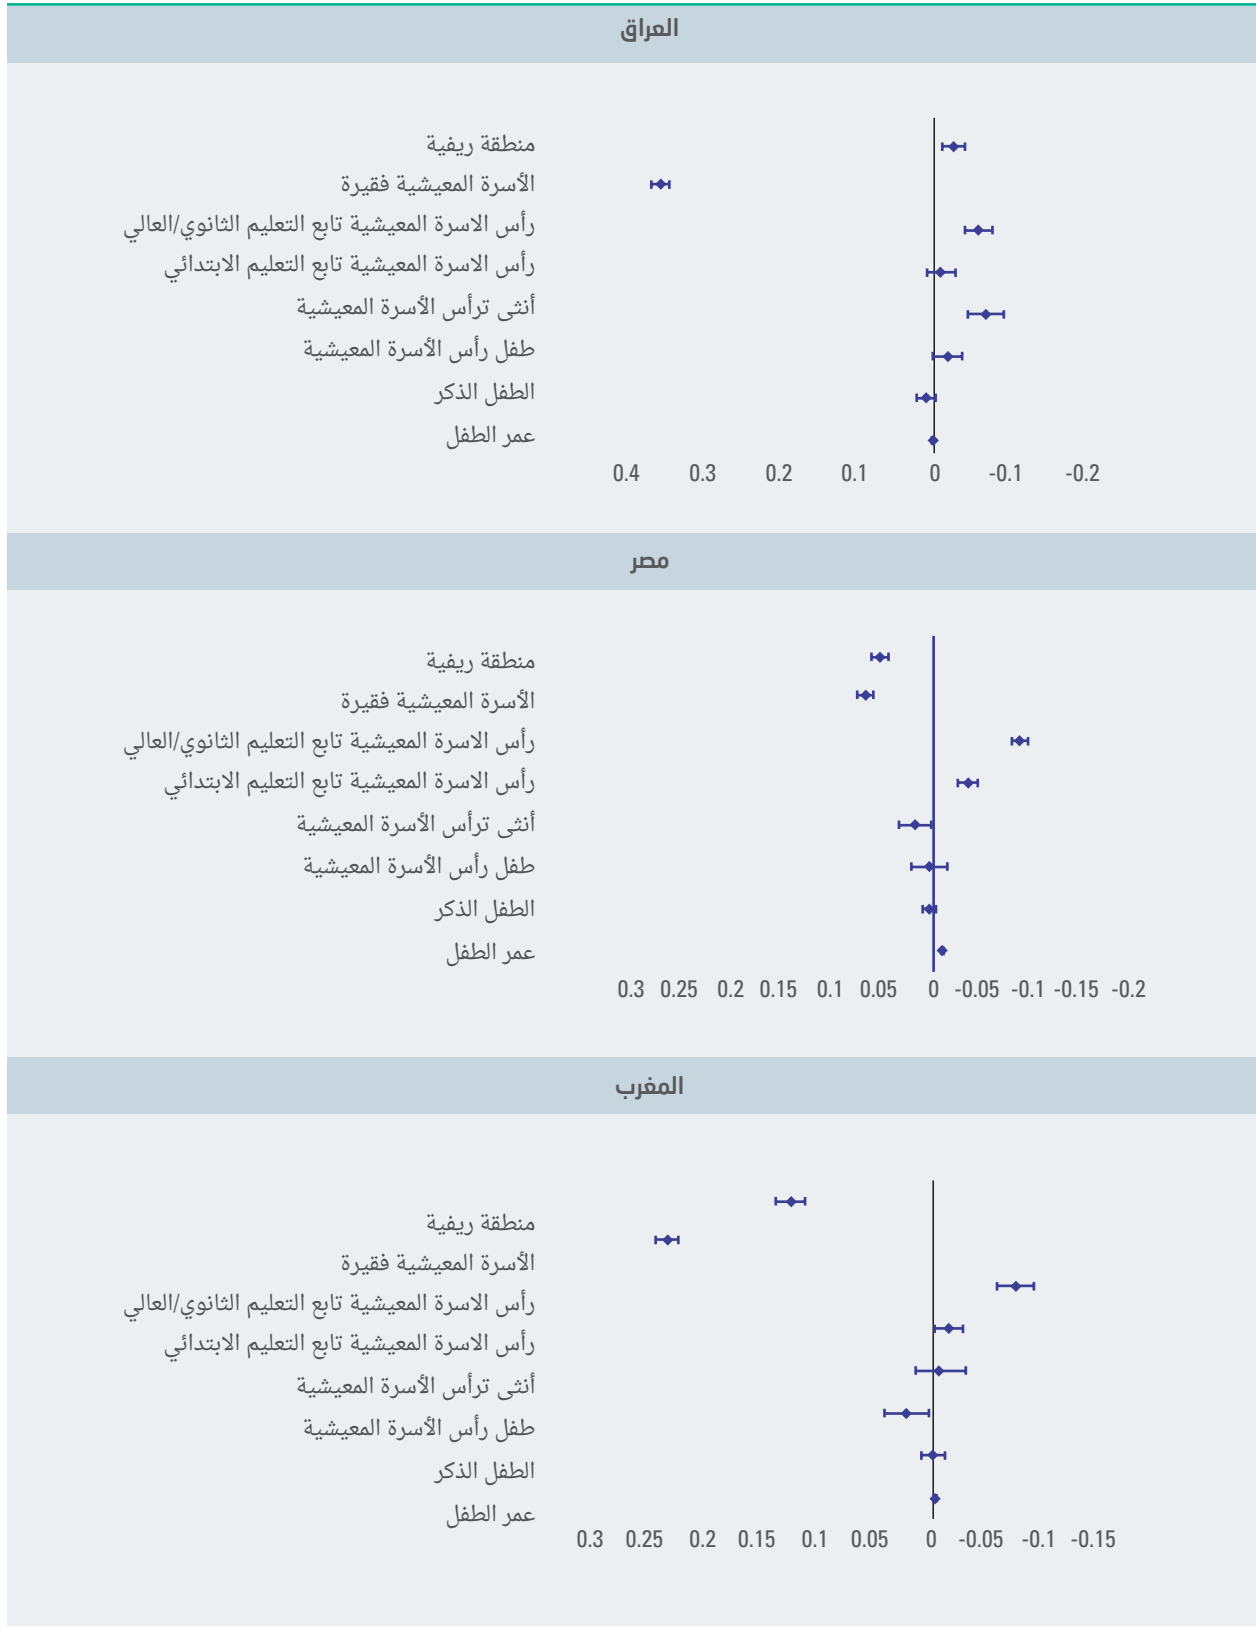 العراق
منطقة ريفية
الأسرة المعيشية فقيرة
رأس الاسرة المعيشية تابع التعليم الثانوي/العالي
رأس الاسرة المعيشية تابع التعليم الابتدائي
أنثى ترأس الأسرة المعيشية
طفل رأس الأسرة المعيشية
الطفل الذكر
عمر الطفل
0.4 0.3 0.2 0.1 0 -0.1 -0.2
مصر
منطقة ريفية
الأسرة المعيشية فقيرة
رأس الاسرة المعيشية تابع التعليم الثانوي/العالي
رأس الاسرة المعيشية تابع التعليم الابتدائي
أنثى ترأس الأسرة المعيشية
طفل رأس الأسرة المعيشية
الطفل الذكر
عمر الطفل
0.3 0.25 0.2 0.15 0.1 0.05 0 -0.05 -0.1 -0.15 -0.2
المغرب
منطقة ريفية
الأسرة المعيشية فقيرة
رأس الاسرة المعيشية تابع التعليم الثانوي/العالي
رأس الاسرة المعيشية تابع التعليم الابتدائي
أنثى ترأس الأسرة المعيشية
طفل رأس الأسرة المعيشية
الطفل الذكر
عمر الطفل
0.3 0.25 0.2 0.15 0.1 0.05 0 -0.05 -0.1 -0.15